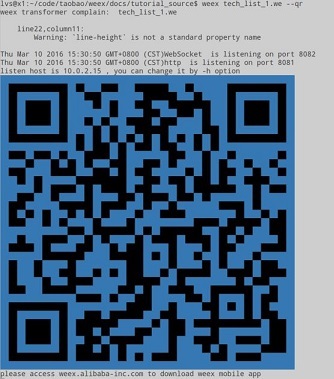 lvs@x1:~/code/taobao/weex/docs/tutorial_source$ weex tech_list_1.we --qr
weex transformer complain:  tech_list_1.we
line22,column11:
Warning: `line-height` is not a standard property name
Thu Mar 10 2016 15:30:50 GMT+0800 (CST)WebSocket  is listening on port 8082
Thu Mar 10 2016 15:30:50 GMT+0800 (CST)http  is listening on port 8081
listen host is 10.0.2.15 , you can change it by -h option
please access weex.alibaba-inc.com to download weex mobile app